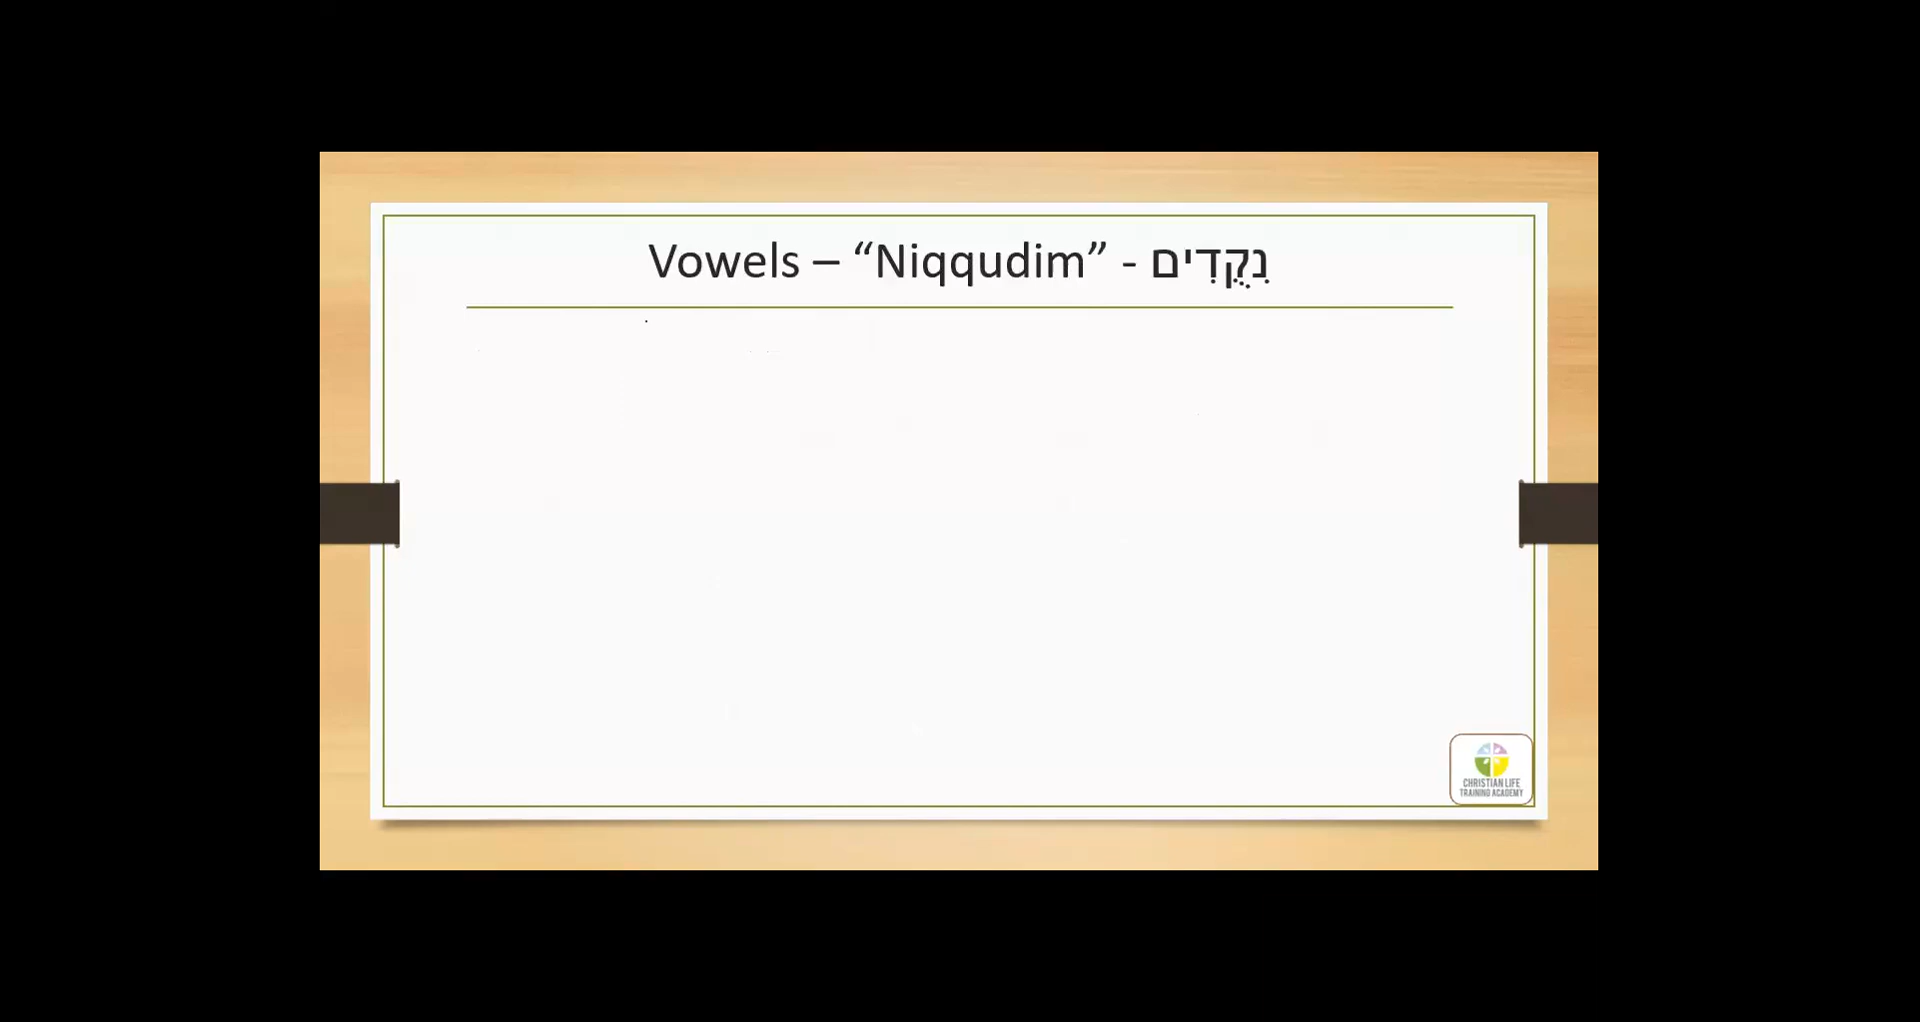 Vowels – “Niqqudim” - נִקֻדִים
CHRISTIAN LIFE
TRAINING ACADEMY